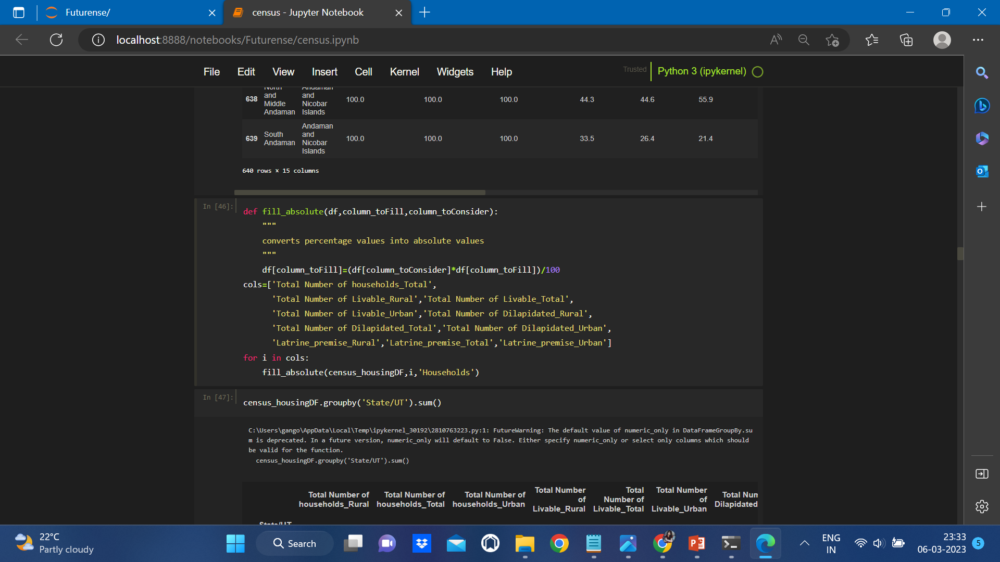 Futurense/
census - Jupyter Notebook
localhost:8888/notebooks/Futurense/census.ipynb
File Edit View Insert Cell Kernel Widgets Help
Trusted
Python 3 (ipykernel)
638 North and Middle Andaman Andaman and Nicobar Islands 100.0 100.0 100.0 44.3 44.6 55.9
639 South Andaman Andaman and Nicobar Islands 100.0 100.0 100.0 33.5 26.4 21.4
640 rows × 15 columns
In [46]:
def fill_absolute(df,column_toFill,column_toConsider):
    """
    converts percentage values into absolute values
    """
    df[column_toFill]=(df[column_toConsider]*df[column_toFill])/100
cols=['Total Number of households_Total',
      'Total Number of Livable_Rural','Total Number of Livable_Total',
      'Total Number of Livable_Urban','Total Number of Dilapidated_Rural',
      'Total Number of Dilapidated_Total','Total Number of Dilapidated_Urban',
      'Latrine_premise_Rural','Latrine_premise_Total','Latrine_premise_Urban']
for i in cols:
    fill_absolute(census_housingDF,i,'Households')
In [47]:
census_housingDF.groupby('State/UT').sum()
C:\Users\gango\AppData\Local\Temp\ipykernel_30192\2810763223.py:1: FutureWarning: The default value of numeric_only in DataFrameGroupBy.su
m is deprecated. In a future version, numeric_only will default to False. Either specify numeric_only or select only columns which should
be valid for the function.
  census_housingDF.groupby('State/UT').sum()
Total Number of households_Rural Total Number of households_Total Total Number of households_Urban Total Number of Livable_Rural Total Number of Livable_Total Total Number of Livable_Urban Total Num Dilapidated
State/UT
22°C
Partly cloudy
Search
ENG
IN
23:33
06-03-2023
5